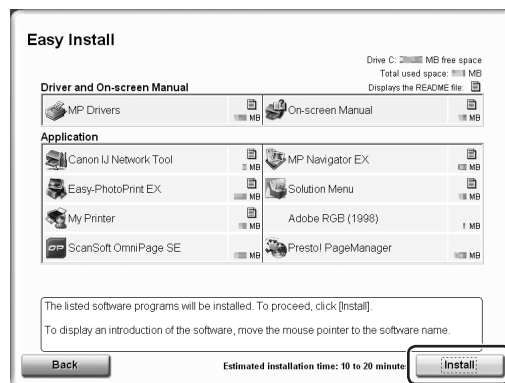 Easy Install
Drive C: MB free space
Total used space: MB
Driver and On-screen Manual
Displays the README file:
MP Drivers
MB
On-screen Manual
MB
Application
Canon IJ Network Tool
MB
MP Navigator EX
MB
Easy-PhotoPrint EX
MB
Solution Menu
MB
My Printer
MB
Adobe RGB (1998)
1 MB
OP
ScanSoft OmniPage SE
MB
Presto! PageManager
MB
The listed software programs will be installed. To proceed, click [Install].
To display an introduction of the software, move the mouse pointer to the software name.
Back
Estimated installation time: 10 to 20 minute
Install